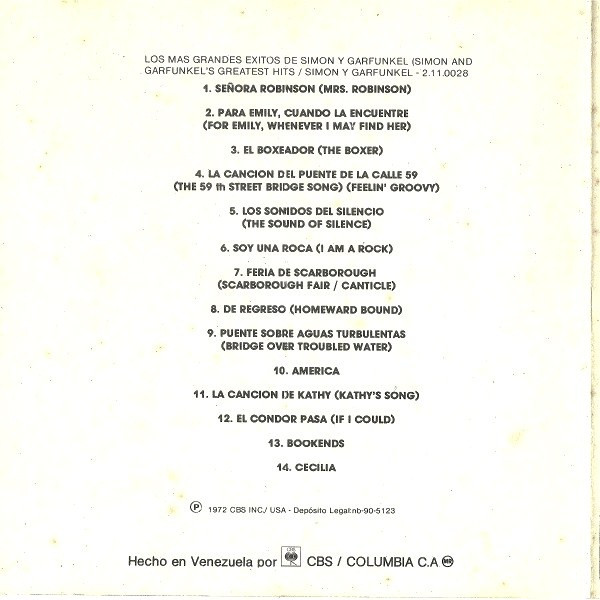 LOS MAS GRANDES EXITOS DE SIMON Y GARFUNKEL (SIMON AND
GARFUNKEL'S GREATEST HITS / SIMON Y GARFUNKEL - 2.11.0028
1. SEÑORA ROBINSON (MRS. ROBINSON)
2. PARA EMILY, CUANDO LA ENCUENTRE
(FOR EMILY, WHENEVER I MAY FIND HER)
3. EL BOXEADOR (THE BOXER)
4. LA CANCION DEL PUENTE DE LA CALLE 59
(THE 59 th STREET BRIDGE SONG) (FEELIN' GROOVY)
5. LOS SONIDOS DEL SILENCIO
(THE SOUND OF SILENCE)
6. SOY UNA ROCA (I AM A ROCK)
7. FERIA DE SCARBOROUGH
(SCARBOROUGH FAIR / CANTICLE)
8. DE REGRESO (HOMEWARD BOUND)
9. PUENTE SOBRE AGUAS TURBULENTAS
(BRIDGE OVER TROUBLED WATER)
10. AMERICA
11. LA CANCION DE KATHY (KATHY'S SONG)
12. EL CONDOR PASA (IF I COULD)
13. BOOKENDS
14. CECILIA
℗ 1972 CBS INC./ USA - Depósito Legal:nb-90-5123
Hecho en Venezuela por CBS CBS / COLUMBIA C.A